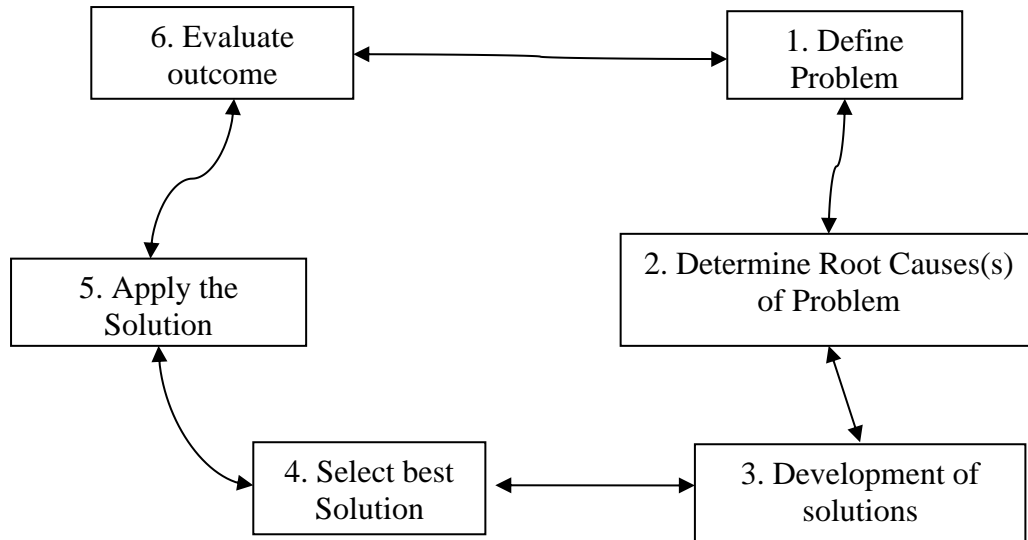 1. Define
Problem
2. Determine Root Causes(s)
of Problem
3. Development of
solutions
4. Select best
Solution
5. Apply the
Solution
6. Evaluate
outcome